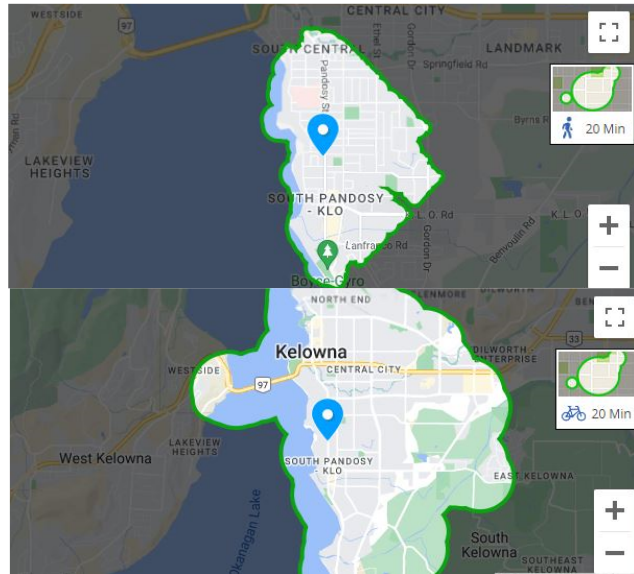 WESTSIDE
97
CENTRAL CITY
SOUTH CENTRAL
Ethel St
Gordon Dr
LANDMARK
Springfield Rd
Pandosy St
Byrns R
20 Min
LAKEVIEW
HEIGHTS
SOUTH PANDOSY
- KLO
K.L.O. Rd
K.L.O.
Benvoulin Rd
Lanfranco Rd
Gordon
Dr
Boyce-Gyro
+
−
NORTH END
GLENMORE
DILWORTH
ENTERPRISE
33
BEN
Kelowna
WESTSIDE
97
CENTRAL CITY
20 Min
LAKEVIEW
HEIGHTS
West Kelowna
SOUTH PANDOSY
- KLO
EAST KELOWNA
Okanagan Lake
South
Kelowna
SOUTHEAST
KELOWNA
+
−